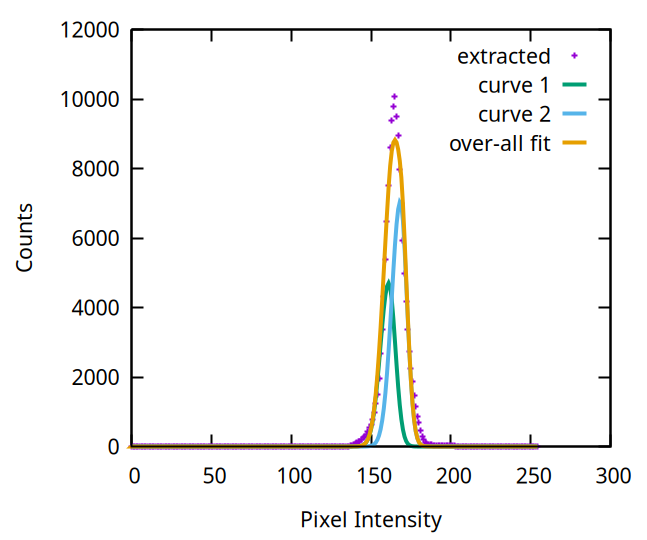 12000
10000
8000
6000
4000
2000
0
Counts
extracted
curve 1
curve 2
over-all fit
0 50 100 150 200 250 300
Pixel Intensity